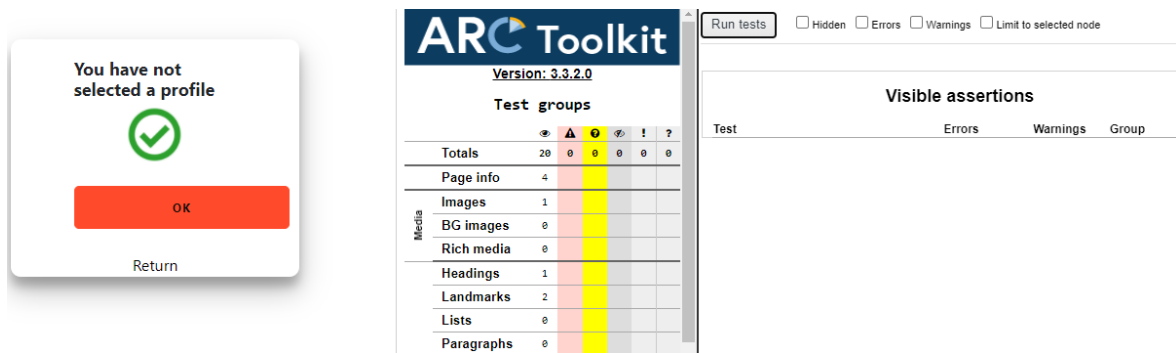 You have not
selected a profile
OK
Return
ARC Toolkit
Version: 3.3.2.0
Test groups
! ?
Totals 20 0 0 0 0 0
Page info 4
Media
Images 1
BG images 0
Rich media 0
Headings 1
Landmarks 2
Lists 0
Paragraphs 0
Run tests Hidden Errors Warnings Limit to selected node
Visible assertions
Test Errors Warnings Group